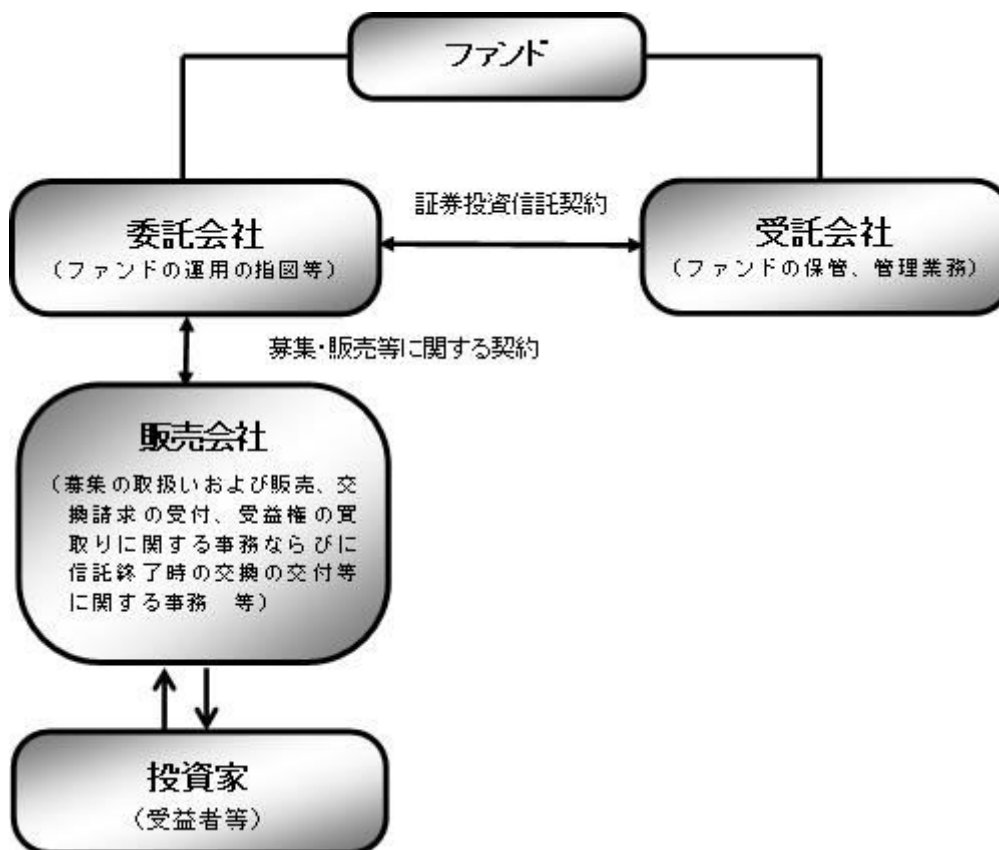 ファンド
証券投資信託契約
委託会社
（ファンドの運用の指図等）
受託会社
（ファンドの保管、管理業務）
募集・販売等に関する契約
販売会社
（募集の取扱いおよび販売、交
換請求の受付、受益権の買
取りに関する事務ならびに
信託終了時の交換の交付等
に関する事務　等）
投資家
（受益者等）